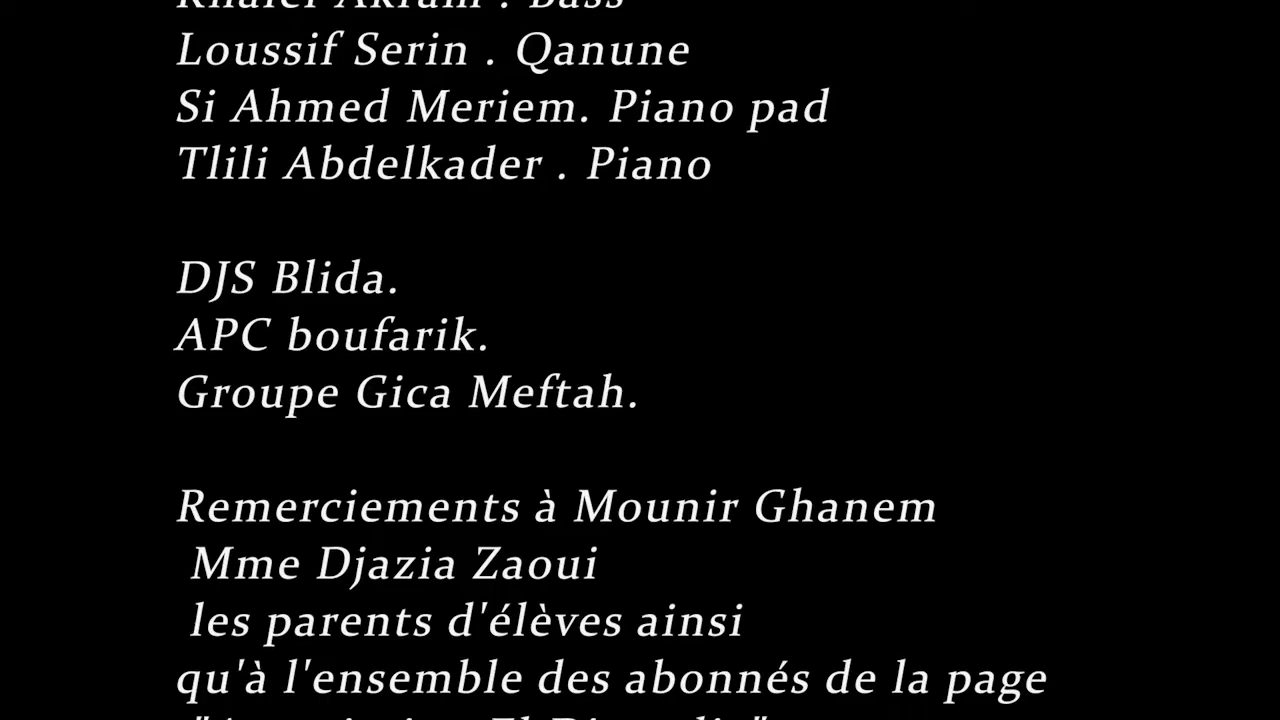 Loussif Serin . Qanune
Si Ahmed Meriem. Piano pad
Tlili Abdelkader . Piano
DJS Blida.
APC boufarik.
Groupe Gica Meftah.
Remerciements à Mounir Ghanem
Mme Djazia Zaoui
les parents d'élèves ainsi
qu'à l'ensemble des abonnés de la page